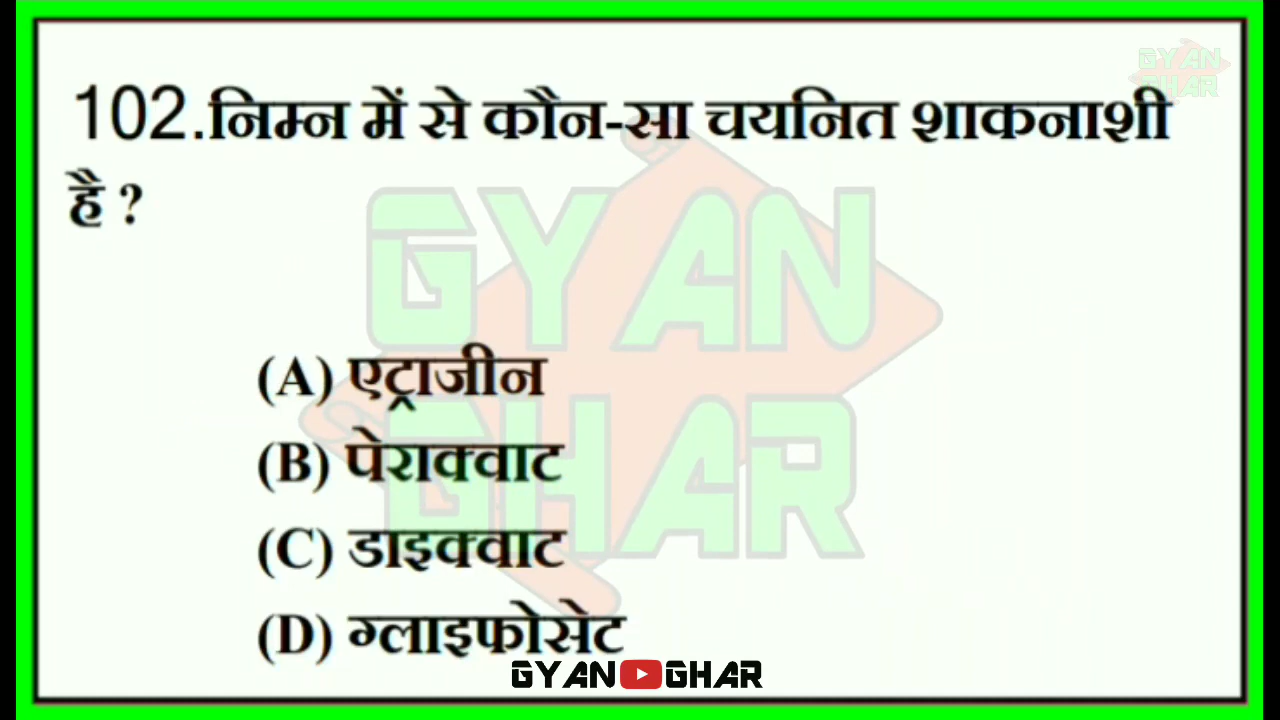 GYAN
GHAR
102.निम्न में से कौन-सा चयनित शाकनाशी
है ?
GYAN
GHAR
(A) एट्राजीन
(B) पेराक्वाट
(C) डाइक्वाट
(D) ग्लाइफोसेट
GYAN GHAR